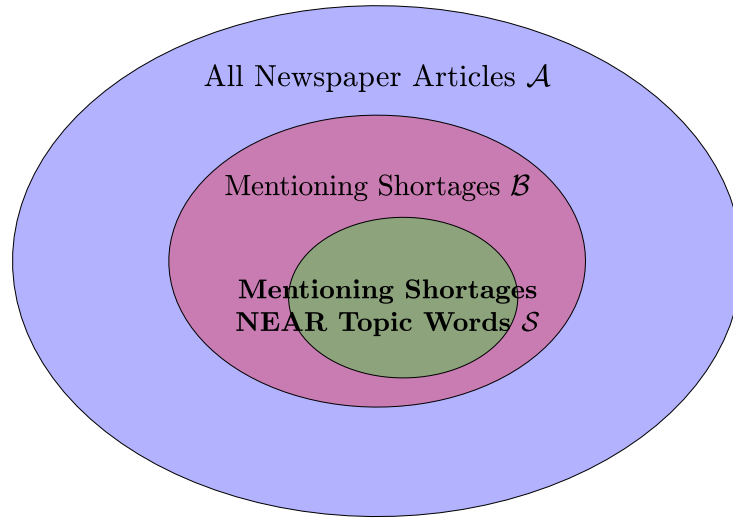 All Newspaper Articles 𝒜
Mentioning Shortages ℬ
Mentioning Shortages
NEAR Topic Words 𝒮